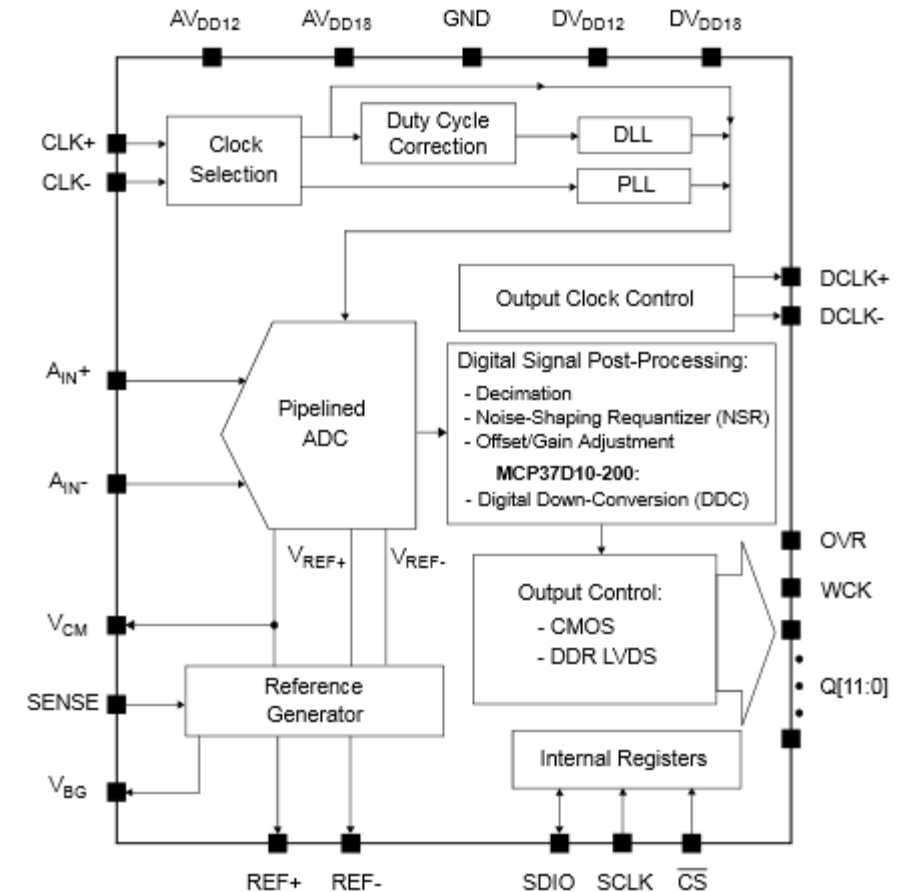 AVDD12 AVDD18 GND DVDD12 DVDD18
CLK+
CLK-
Clock
Selection
Duty Cycle
Correction
DLL
PLL
Output Clock Control
DCLK+
DCLK-
AIN+
AIN-
Pipelined
ADC
Digital Signal Post-Processing:
- Decimation
- Noise-Shaping Requantizer (NSR)
- Offset/Gain Adjustment
MCP37D10-200:
- Digital Down-Conversion (DDC)
VREF+ VREF-
Output Control:
- CMOS
- DDR LVDS
OVR
WCK
Q[11:0]
VCM
SENSE
VBG
Reference
Generator
Internal Registers
REF+ REF- SDIO SCLK C̅S̅